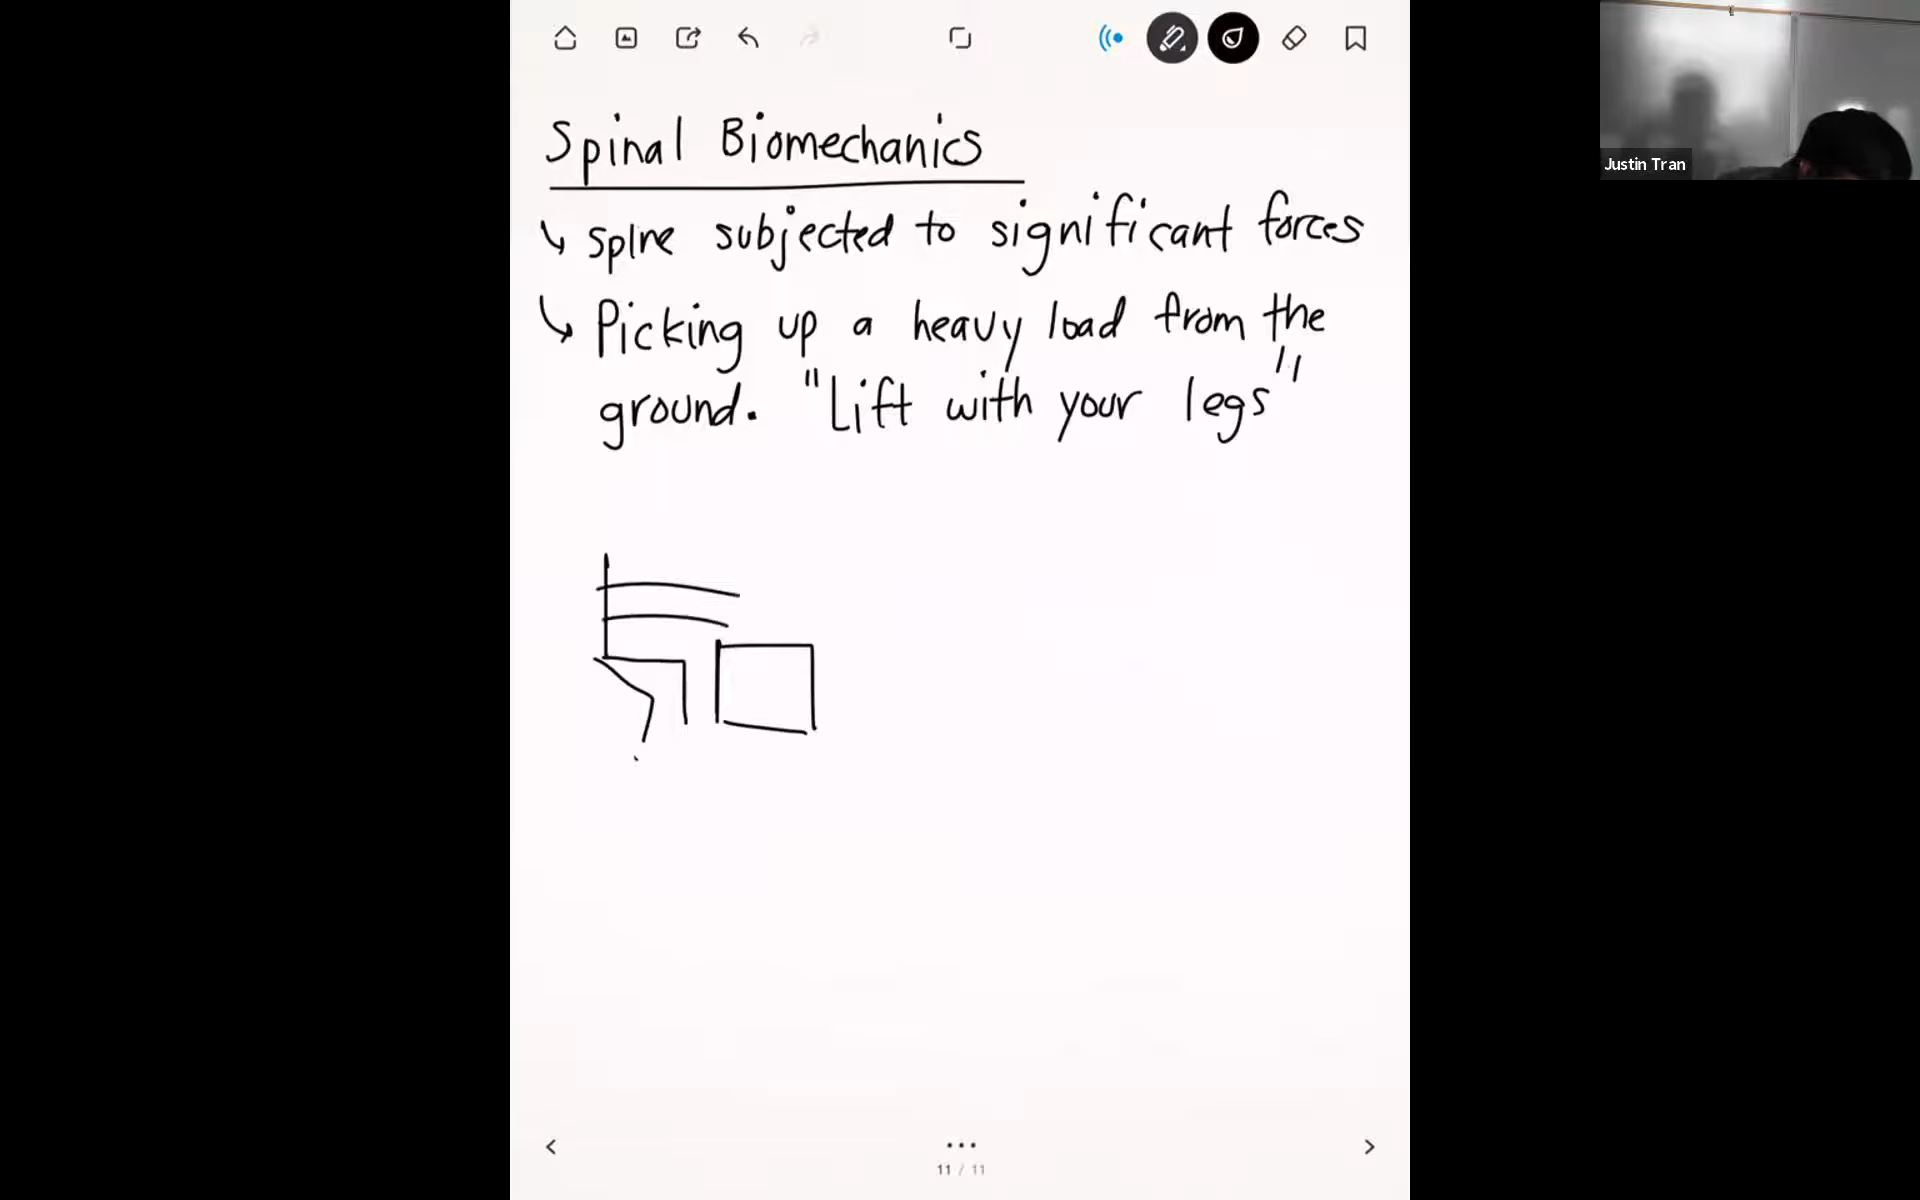 Spinal Biomechanics
Spine subjected to significant forces
Picking up a heavy load from the
ground. "Lift with your legs"
Justin Tran
11 / 11